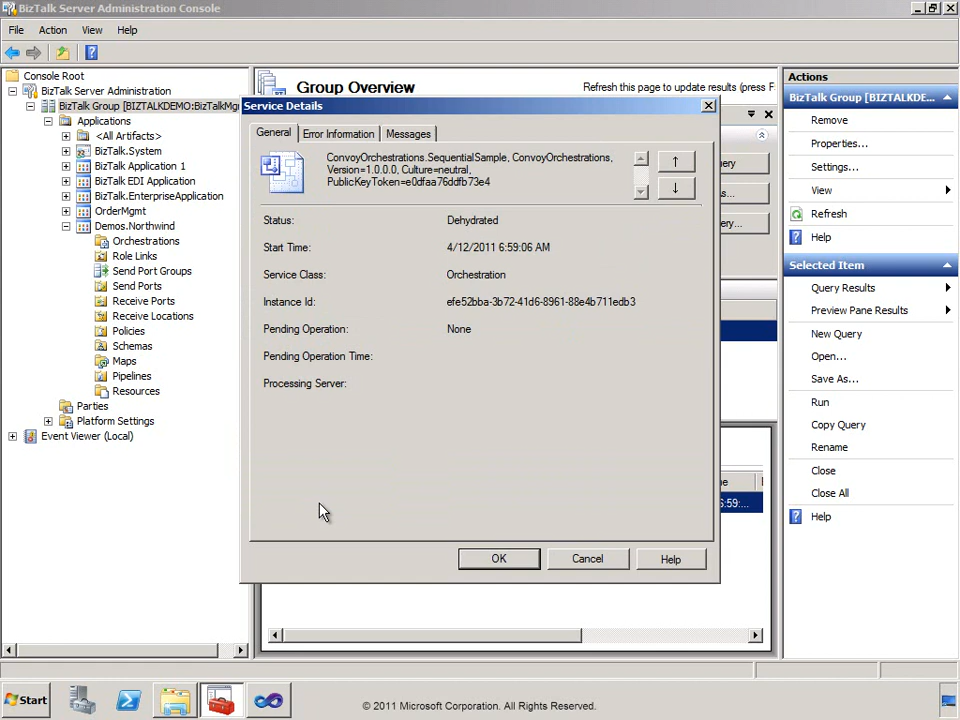 BizTalk Server Administration Console
File Action View Help
Console Root
BizTalk Server Administration
BizTalk Group [BIZTALKDEMO:BizTalkMg
Applications
<All Artifacts>
BizTalk.System
BizTalk Application 1
BizTalk EDI Application
BizTalk.EnterpriseApplication
OrderMgmt
Demos.Northwind
Orchestrations
Role Links
Send Port Groups
Send Ports
Receive Ports
Receive Locations
Policies
Schemas
Maps
Pipelines
Resources
Parties
Platform Settings
Event Viewer (Local)
Group Overview
Refresh this page to update results (press F
Service Details
General Error Information Messages
ConvoyOrchestrations.SequentialSample, ConvoyOrchestrations,
Version=1.0.0.0, Culture=neutral,
PublicKeyToken=e0dfaa76ddfb73e4
Status: Dehydrated
Start Time: 4/12/2011 6:59:06 AM
Service Class: Orchestration
Instance Id: efe52bba-3b72-41d6-8961-88e4b711edb3
Pending Operation: None
Pending Operation Time:
Processing Server:
OK Cancel Help
ery
s...
ry...
ne
6:59:...
Actions
BizTalk Group [BIZTALKDE...
Remove
Properties...
Settings...
View
Refresh
Help
Selected Item
Query Results
Preview Pane Results
New Query
Open...
Save As...
Run
Copy Query
Rename
Close
Close All
Help
Start
© 2011 Microsoft Corporation. All Rights Reserved.